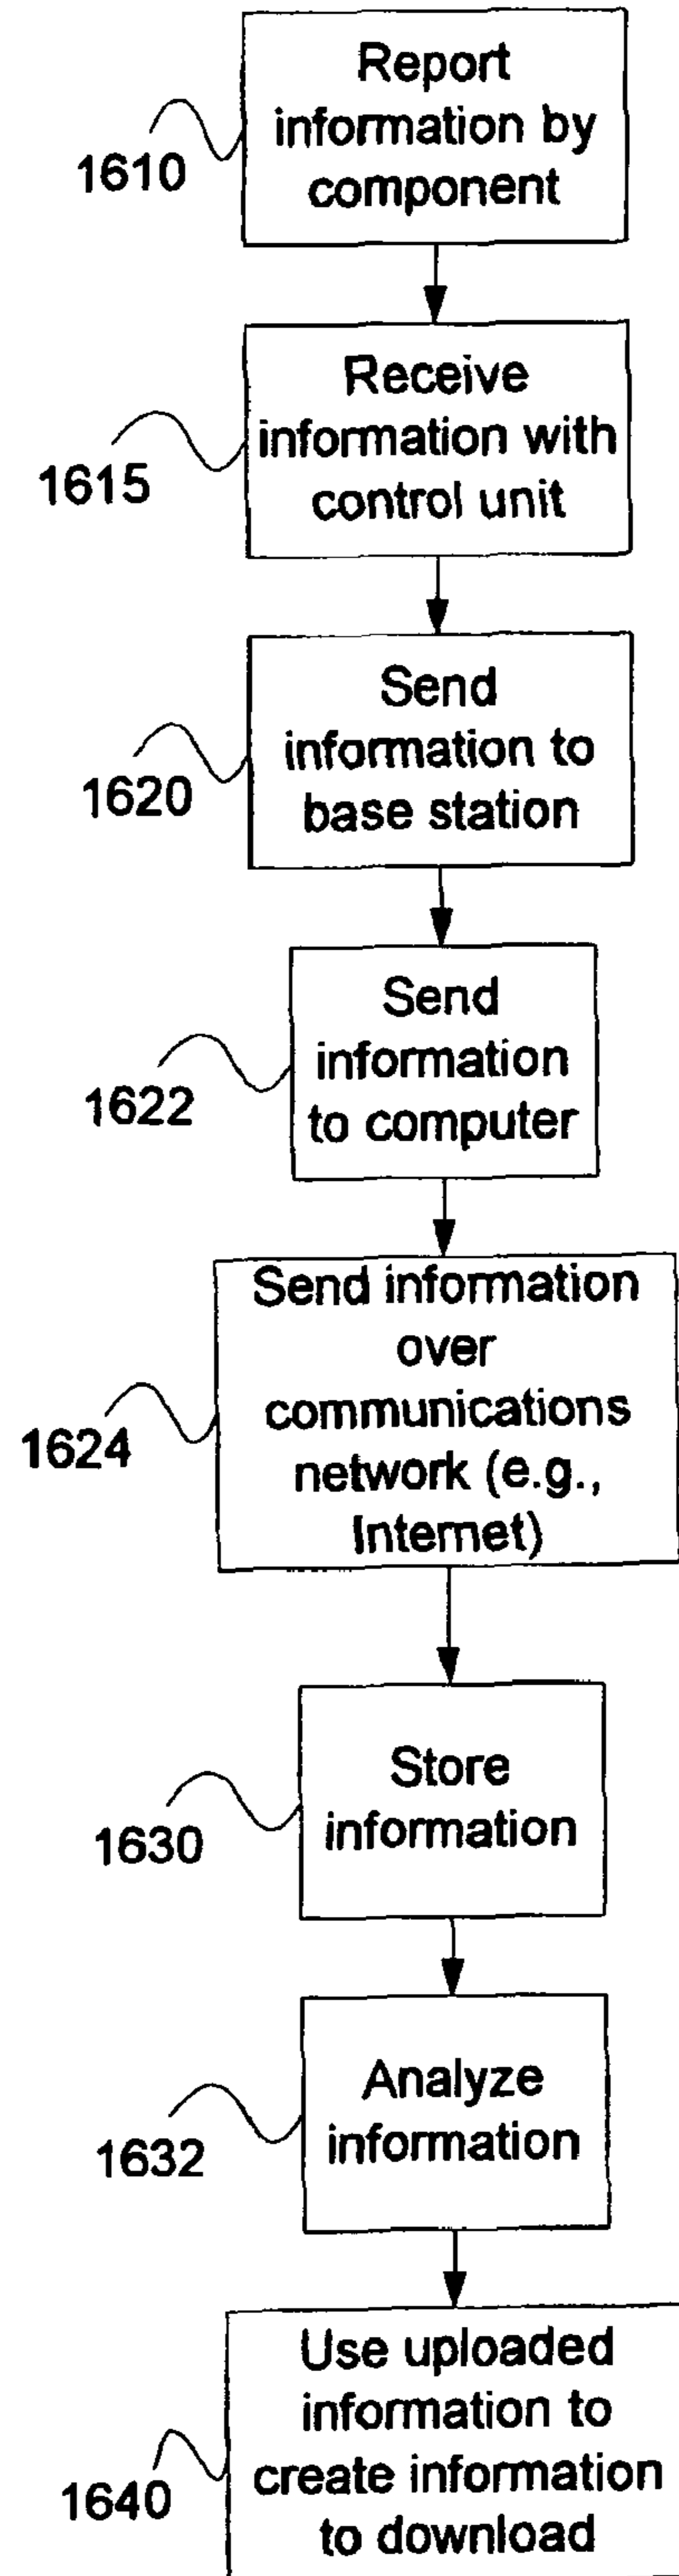 Report
information by
component
1610
Receive
information with
control unit
1615
Send
information to
base station
1620
Send
information
to computer
1622
Send information
over
communications
network (e.g.,
Internet)
1624
Store
information
1630
Analyze
information
1632
Use uploaded
information to
create information
to download
1640